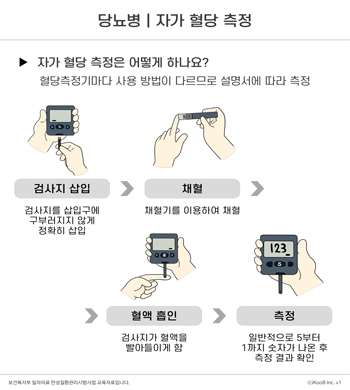 당뇨병 | 자가 혈당 측정
▶ 자가 혈당 측정은 어떻게 하나요?
혈당측정기마다 사용 방법이 다르므로 설명서에 따라 측정
검사지 삽입
검사지를 삽입구에
구부러지지 않게
정확히 삽입
채혈
채혈기를 이용하여 채혈
혈액 흡인
검사지가 혈액을
빨아들이게 함
123
측정
일반적으로 5부터
1까지 숫자가 나온 후
측정 결과 확인
보건복지부 일차의료 만성질환관리시범사업 교육자료입니다.
ⓒiKooB Inc. v1